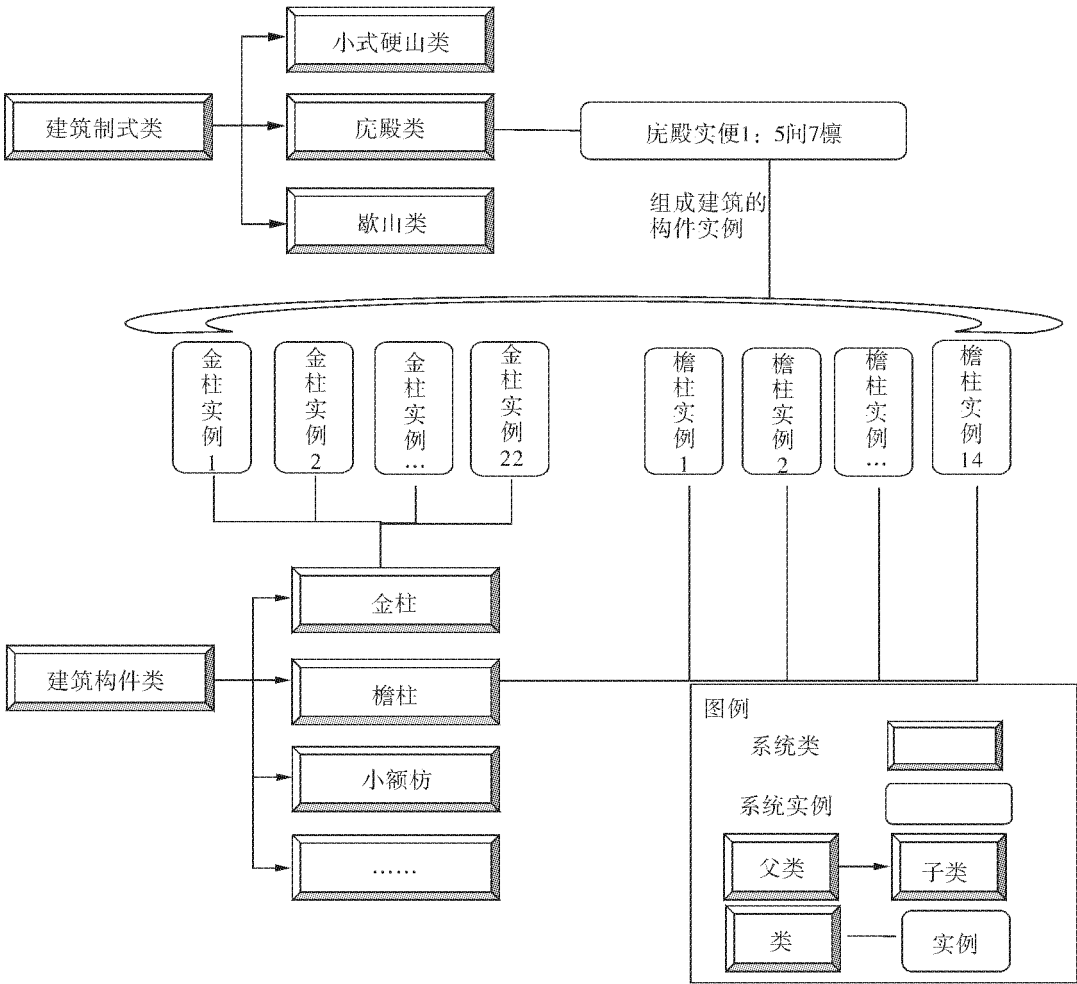 小式硬山类
建筑制式类
庑殿类
庑殿实便1：5间7檩
歇山类
组成建筑的
构件实例
金柱实例1
金柱实例2
金柱实例…
金柱实例22
檐柱实例1
檐柱实例2
檐柱实例…
檐柱实例14
金柱
建筑构件类
檐柱
小额枋
……
图例
系统类
系统实例
父类
子类
类
实例